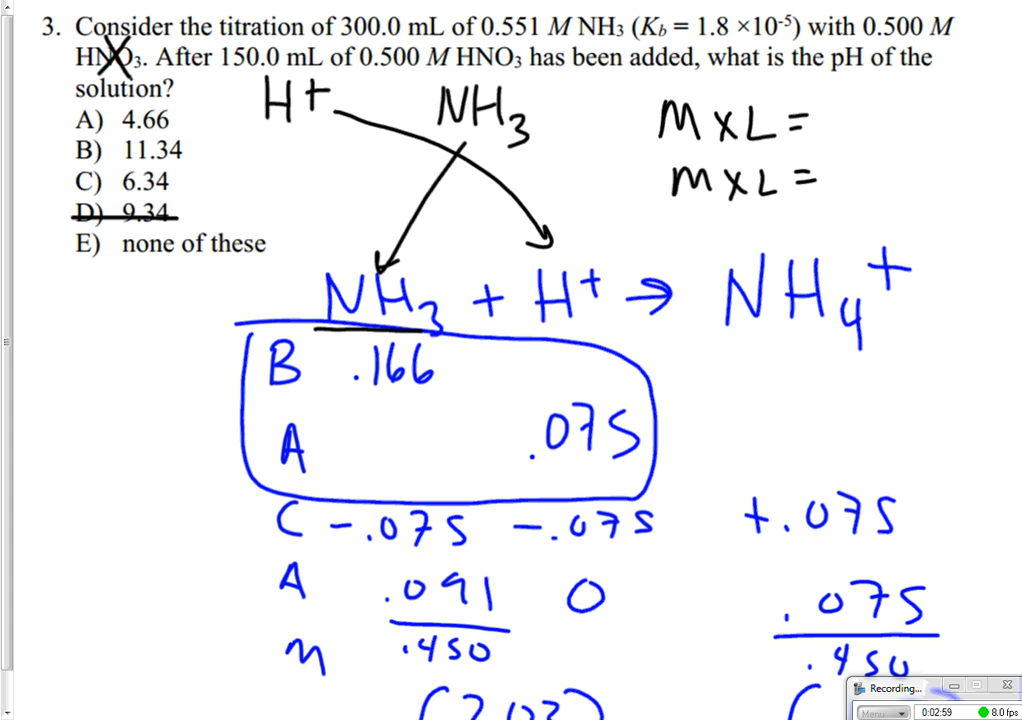 3. Consider the titration of 300.0 mL of 0.551 M NH3 (Kb = 1.8 ×10-5) with 0.500 M
HNO3. After 150.0 mL of 0.500 M HNO3 has been added, what is the pH of the
solution?
H+ NH3 M x L =
A) 4.66
B) 11.34
M x L =
C) 6.34
D) 9.34
E) none of these
NH3 + H+ → NH4+
B .166
A .075
C -.075 -.075 +.075
A .091 0 .075
M .450 .450
Recording...
Menu 0:02:59 8.0 fps